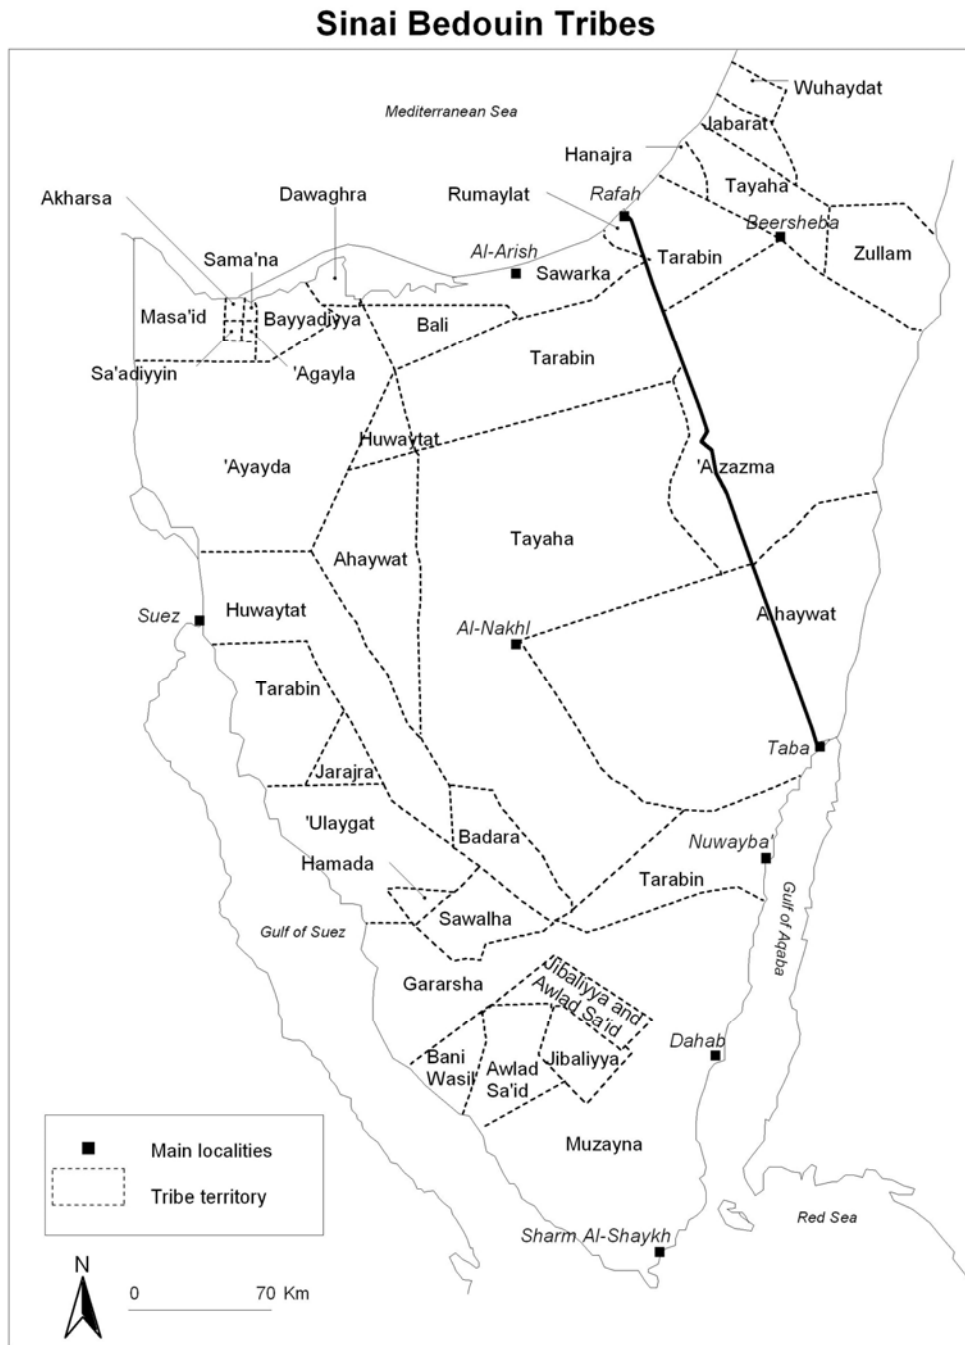 Sinai Bedouin Tribes
Mediterranean Sea
Wuhaydat
Jabarat
Hanajra
Tayaha
Akharsa
Dawaghra
Rumaylat
Rafah
Beersheba
Sama'na
Al-Arish
Sawarka
Tarabin
Zullam
Masa'id
Bayyadiyya
Bali
Tarabin
Sa'adiyyin
'Agayla
Huwaytat
'Ayayda
'Azazma
Ahaywat
Tayaha
Suez
Huwaytat
Al-Nakhl
Ahaywat
Tarabin
Taba
Jarajra
'Ulaygat
Badara
Nuwayba'
Hamada
Tarabin
Sawalha
Gulf of Suez
Gulf of Aqaba
Gararsha
Jibaliyya and
Awlad Sa'id
Dahab
Bani
Wasil
Awlad
Sa'id
Jibaliyya
Muzayna
Main localities
Tribe territory
Red Sea
Sharm Al-Shaykh
N
0 70 Km